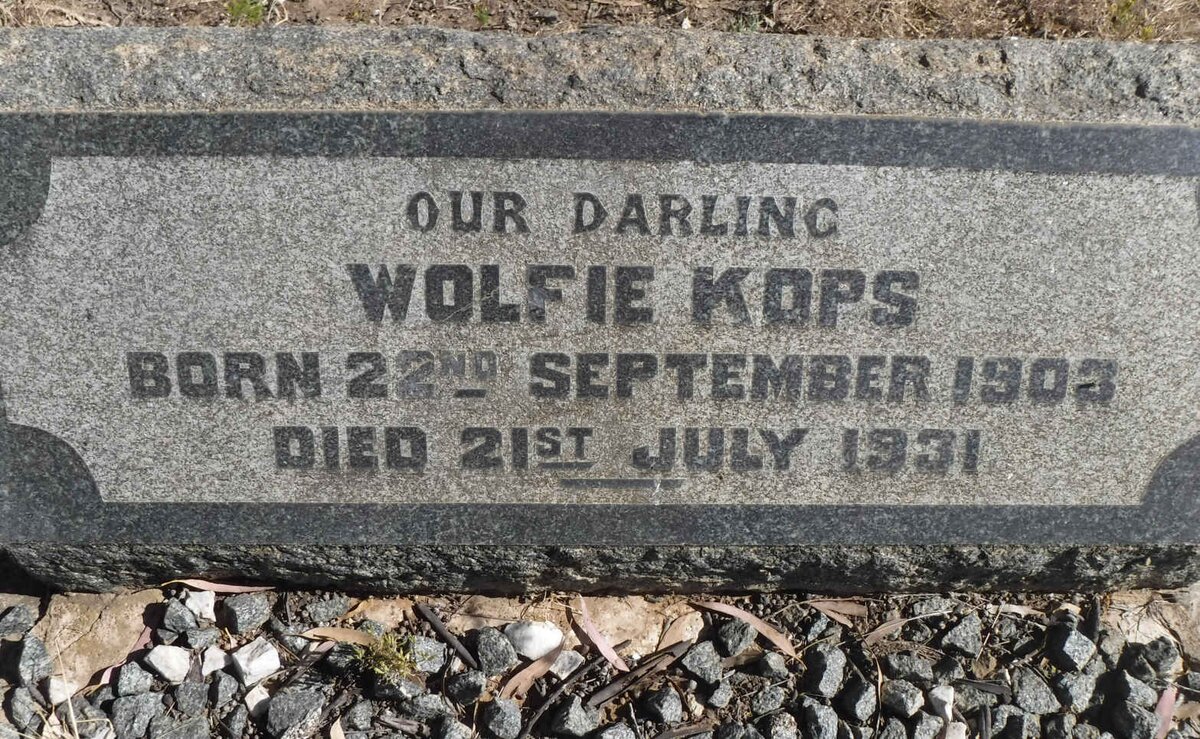 OUR DARLING
WOLFIE KOPS
BORN 22ND SEPTEMBER 1903
DIED 21ST JULY 1931